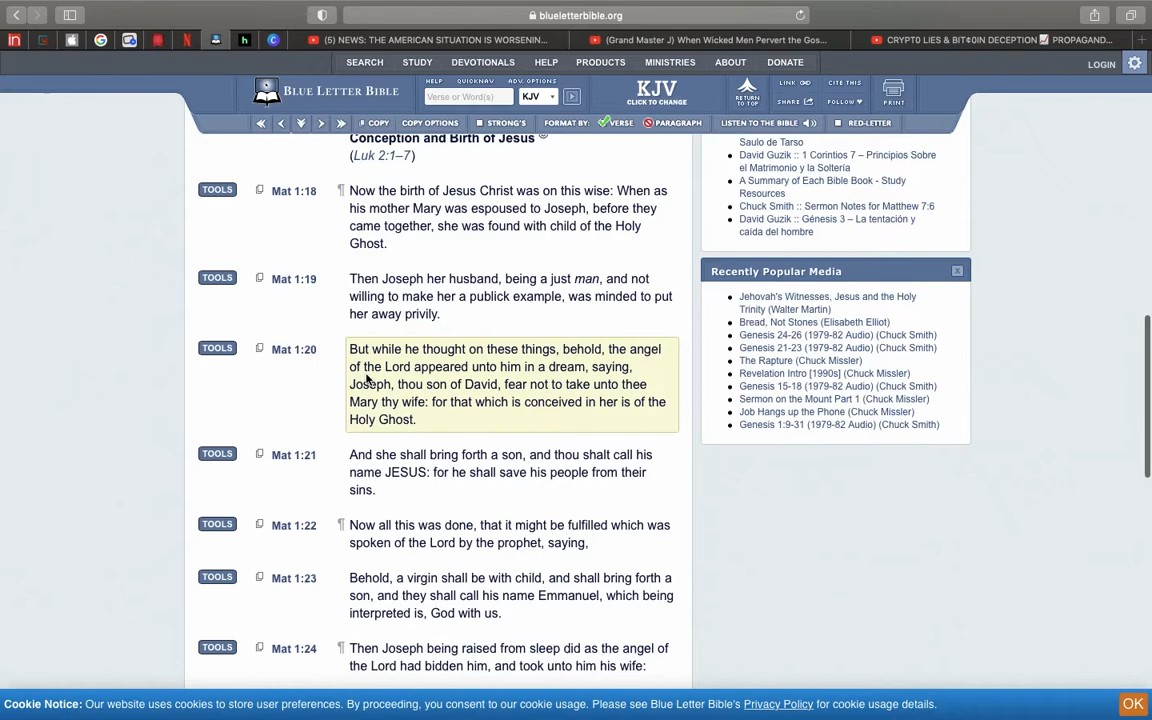 blueletterbible.org
(5) NEWS: THE AMERICAN SITUATION IS WORSENIN...
(Grand Master J) When Wicked Men Pervert the Gos...
CRYPTO LIES & BIT¢OIN DECEPTION 📈 PROPAGAND...
SEARCH STUDY DEVOTIONALS HELP PRODUCTS MINISTRIES ABOUT DONATE LOGIN
BLUE LETTER BIBLE
HELP QUICKNAV ADV. OPTIONS
Verse or Word(s) KJV
KJV
CLICK TO CHANGE
RETURN
TO TOP
LINK CITE THIS
SHARE FOLLOW
PRINT
COPY COPY OPTIONS STRONG'S FORMAT BY: VERSE PARAGRAPH LISTEN TO THE BIBLE RED-LETTER
Conception and Birth of Jesus
(Luk 2:1–7)
TOOLS Mat 1:18 ¶ Now the birth of Jesus Christ was on this wise: When as
his mother Mary was espoused to Joseph, before they
came together, she was found with child of the Holy
Ghost.
TOOLS Mat 1:19 Then Joseph her husband, being a just man, and not
willing to make her a publick example, was minded to put
her away privily.
TOOLS Mat 1:20 But while he thought on these things, behold, the angel
of the Lord appeared unto him in a dream, saying,
Joseph, thou son of David, fear not to take unto thee
Mary thy wife: for that which is conceived in her is of the
Holy Ghost.
TOOLS Mat 1:21 And she shall bring forth a son, and thou shalt call his
name JESUS: for he shall save his people from their
sins.
TOOLS Mat 1:22 ¶ Now all this was done, that it might be fulfilled which was
spoken of the Lord by the prophet, saying,
TOOLS Mat 1:23 Behold, a virgin shall be with child, and shall bring forth a
son, and they shall call his name Emmanuel, which being
interpreted is, God with us.
TOOLS Mat 1:24 ¶ Then Joseph being raised from sleep did as the angel of
the Lord had bidden him, and took unto him his wife:
Saulo de Tarso
David Guzik :: 1 Corintios 7 – Principios Sobre
el Matrimonio y la Soltería
A Summary of Each Bible Book - Study
Resources
Chuck Smith :: Sermon Notes for Matthew 7:6
David Guzik :: Génesis 3 – La tentación y
caída del hombre
Recently Popular Media
Jehovah's Witnesses, Jesus and the Holy
Trinity (Walter Martin)
Bread, Not Stones (Elisabeth Elliot)
Genesis 24-26 (1979-82 Audio) (Chuck Smith)
Genesis 21-23 (1979-82 Audio) (Chuck Smith)
The Rapture (Chuck Missler)
Revelation Intro [1990s] (Chuck Missler)
Genesis 15-18 (1979-82 Audio) (Chuck Smith)
Sermon on the Mount Part 1 (Chuck Missler)
Job Hangs up the Phone (Chuck Missler)
Genesis 1:9-31 (1979-82 Audio) (Chuck Smith)
Cookie Notice: Our website uses cookies to store user preferences. By proceeding, you consent to our cookie usage. Please see Blue Letter Bible's Privacy Policy for cookie usage details. OK